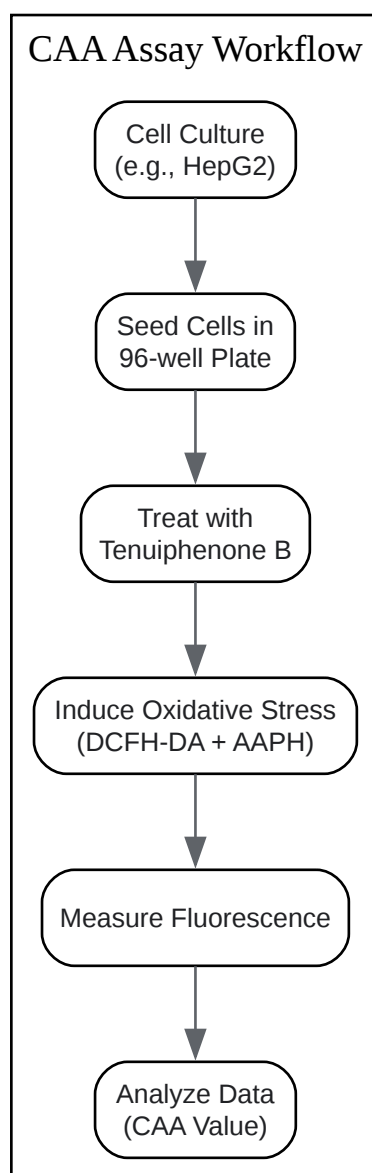 CAA Assay Workflow
Cell Culture
(e.g., HepG2)
Seed Cells in
96-well Plate
Treat with
Tenuiphenone B
Induce Oxidative Stress
(DCFH-DA + AAPH)
Measure Fluorescence
Analyze Data
(CAA Value)